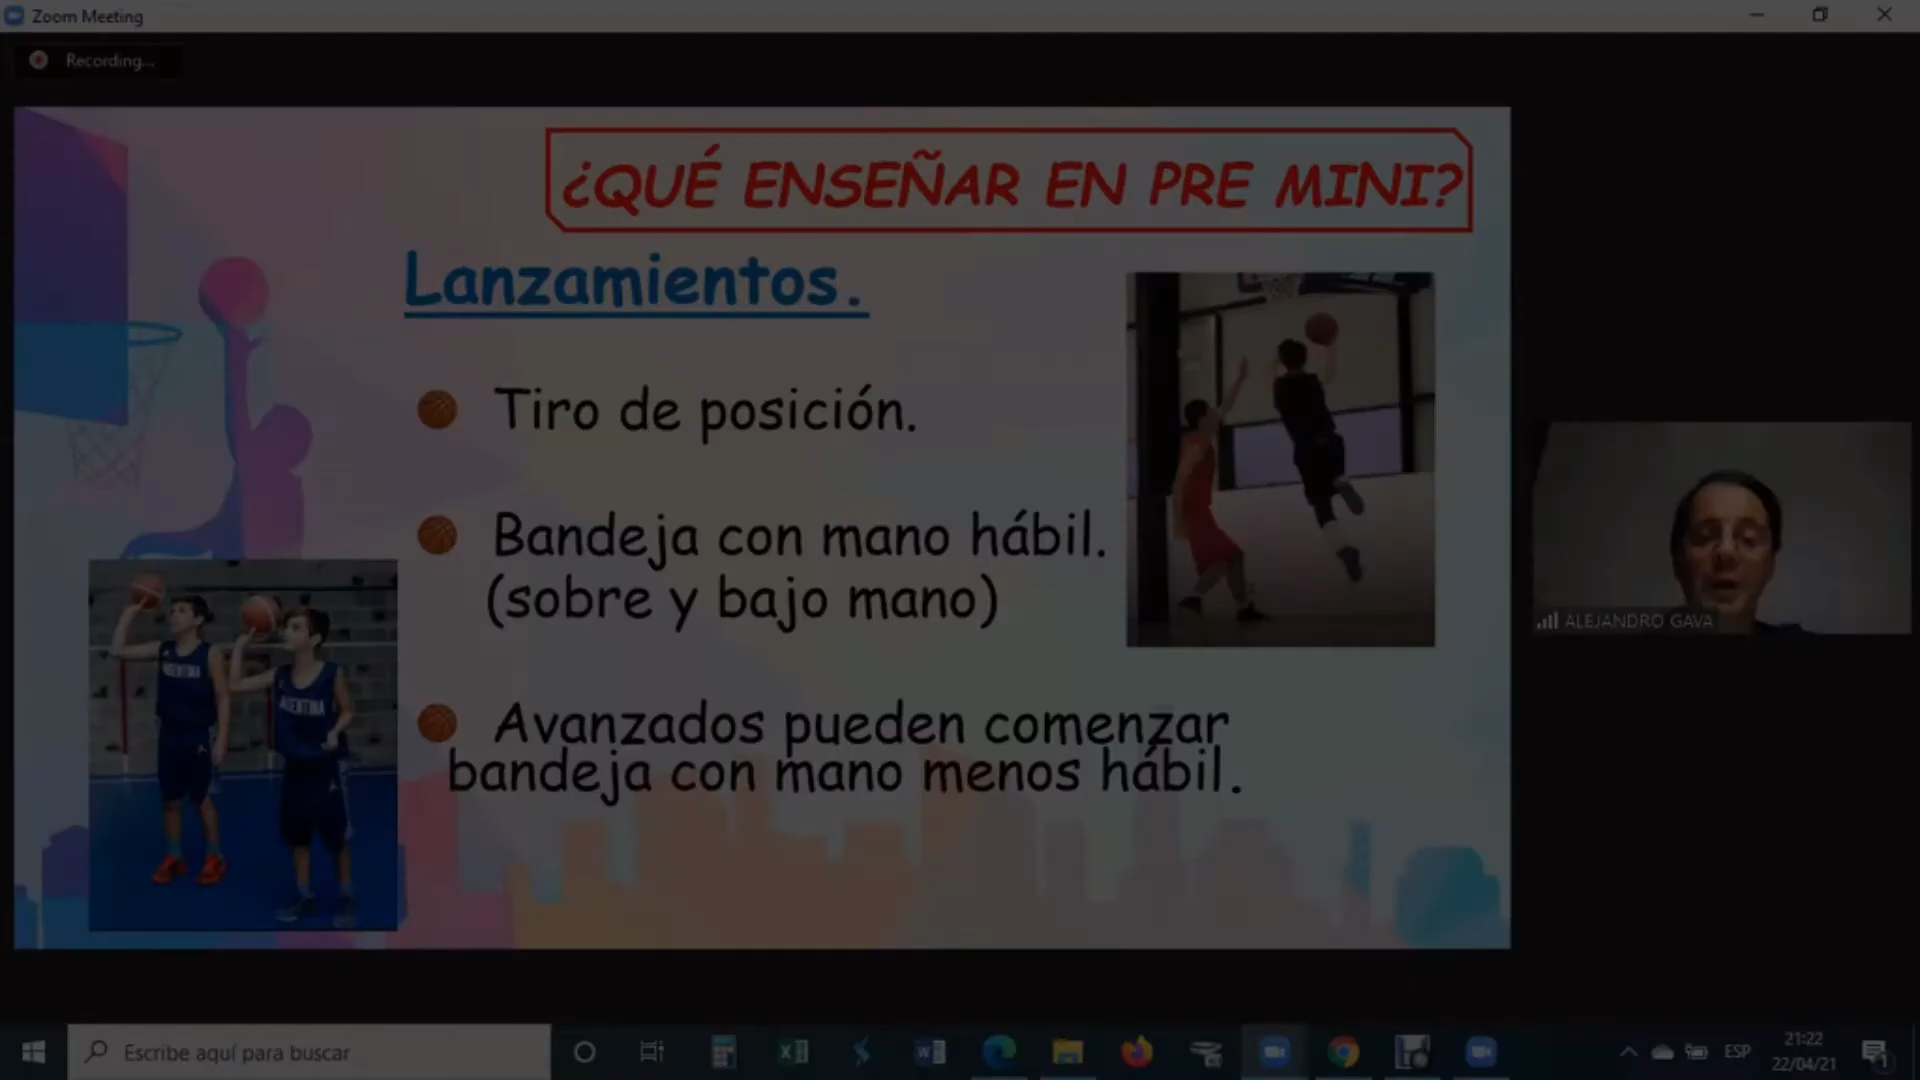 Zoom Meeting
Recording...
¿QUÉ ENSEÑAR EN PRE MINI?
Lanzamientos.
Tiro de posición.
Bandeja con mano hábil.
(sobre y bajo mano)
Avanzados pueden comenzar
bandeja con mano menos hábil.
ALEJANDRO GAVA
Escribe aquí para buscar
ESP
21:22
22/04/21
1